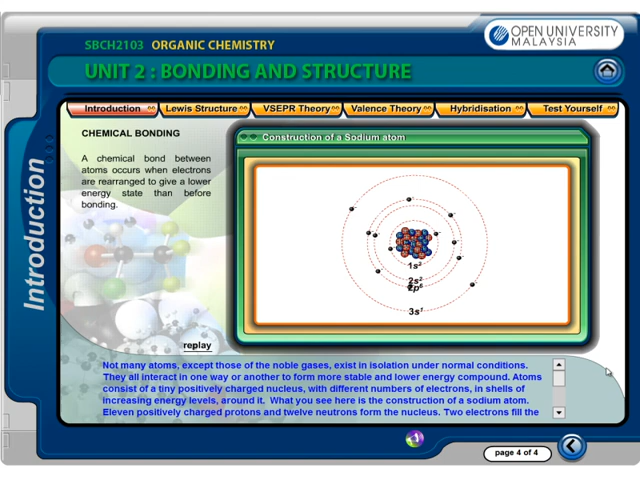 SBCH2103 ORGANIC CHEMISTRY
OPEN UNIVERSITY
MALAYSIA
UNIT 2 : BONDING AND STRUCTURE
Introduction
Lewis Structure
VSEPR Theory
Valence Theory
Hybridisation
Test Yourself
Introduction
CHEMICAL BONDING
A chemical bond between
atoms occurs when electrons
are rearranged to give a lower
energy state than before
bonding.
Construction of a Sodium atom
1s²
2s²
2p⁶
3s¹
replay
Not many atoms, except those of the noble gases, exist in isolation under normal conditions.
They all interact in one way or another to form more stable and lower energy compound. Atoms
consist of a tiny positively charged nucleus, with different numbers of electrons, in shells of
increasing energy levels, around it. What you see here is the construction of a sodium atom.
Eleven positively charged protons and twelve neutrons form the nucleus. Two electrons fill the
page 4 of 4